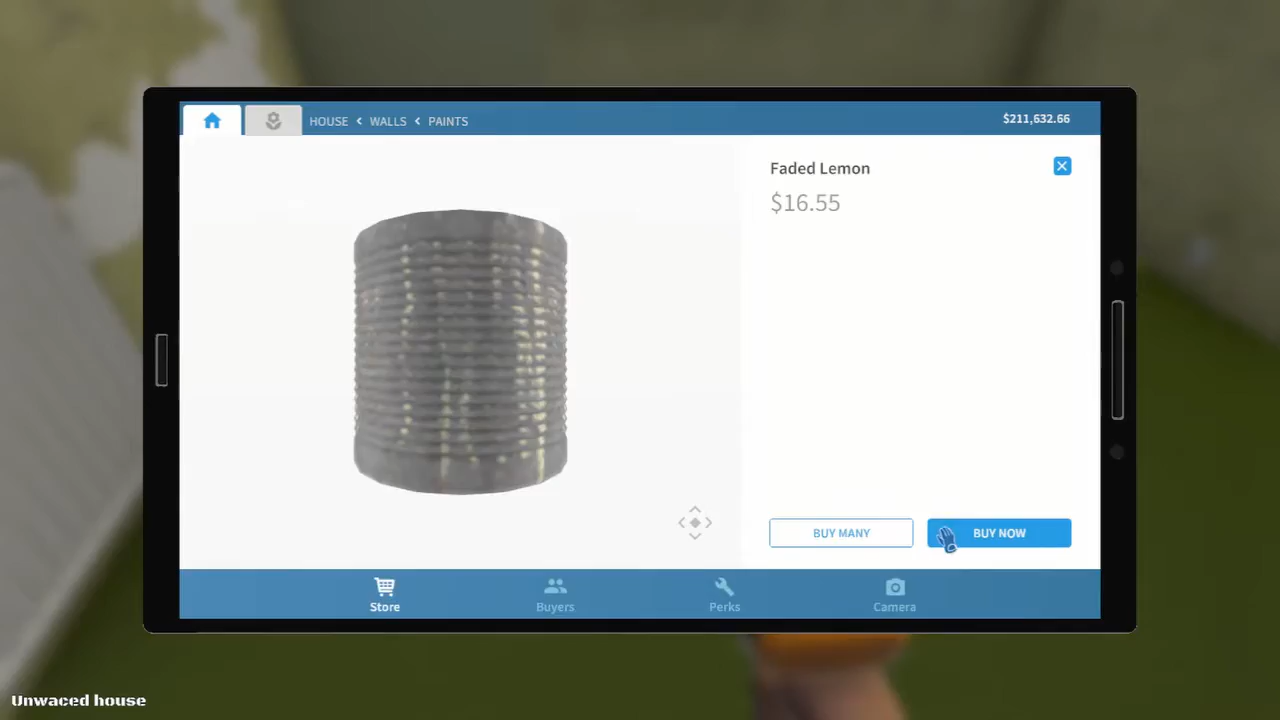 HOUSE < WALLS < PAINTS
$211,632.66
Faded Lemon
$16.55
BUY MANY
BUY NOW
Store
Buyers
Perks
Camera
Unwaced house